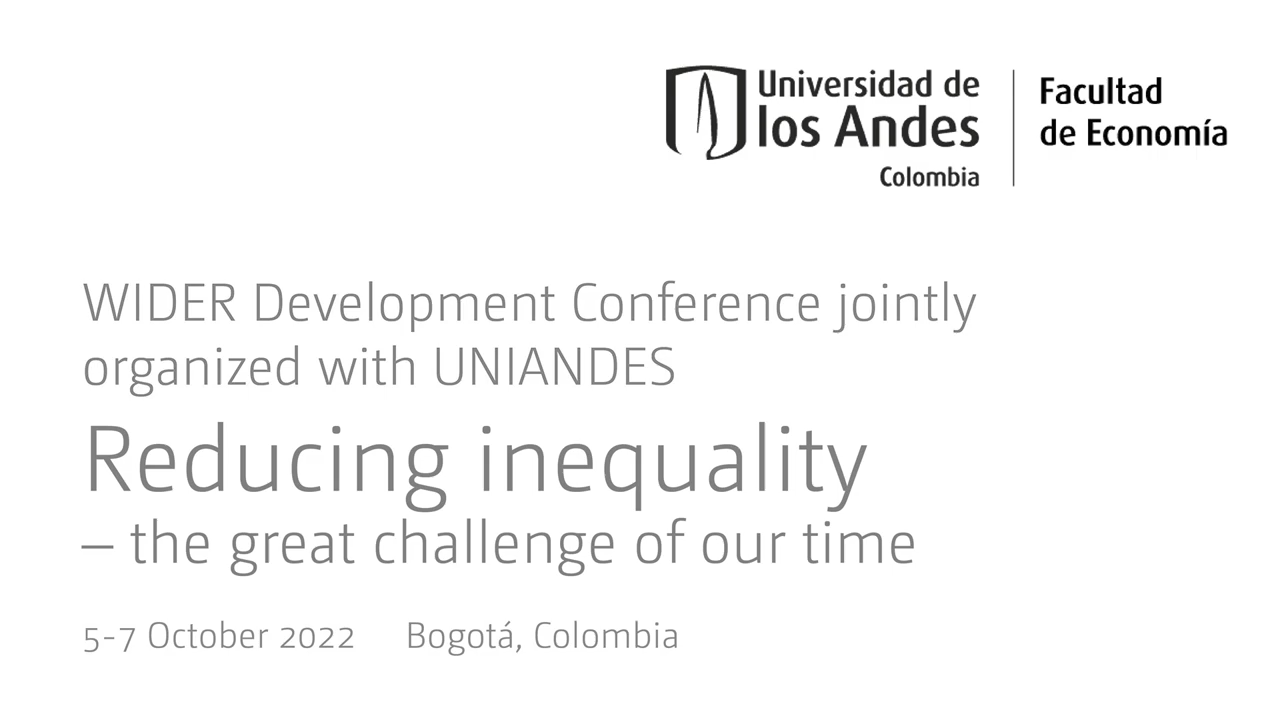 Universidad de
los Andes
Colombia
Facultad
de Economía
WIDER Development Conference jointly
organized with UNIANDES
Reducing inequality
– the great challenge of our time
5-7 October 2022 Bogotá, Colombia